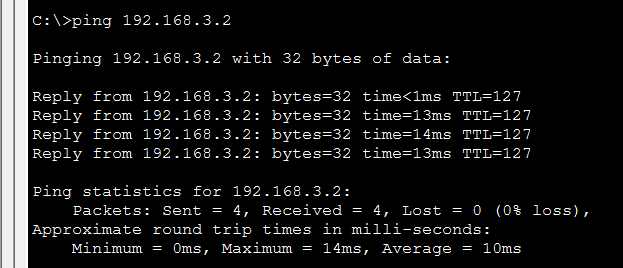 C:\>ping 192.168.3.2
Pinging 192.168.3.2 with 32 bytes of data:
Reply from 192.168.3.2: bytes=32 time<1ms TTL=127
Reply from 192.168.3.2: bytes=32 time=13ms TTL=127
Reply from 192.168.3.2: bytes=32 time=14ms TTL=127
Reply from 192.168.3.2: bytes=32 time=13ms TTL=127
Ping statistics for 192.168.3.2:
    Packets: Sent = 4, Received = 4, Lost = 0 (0% loss),
Approximate round trip times in milli-seconds:
    Minimum = 0ms, Maximum = 14ms, Average = 10ms